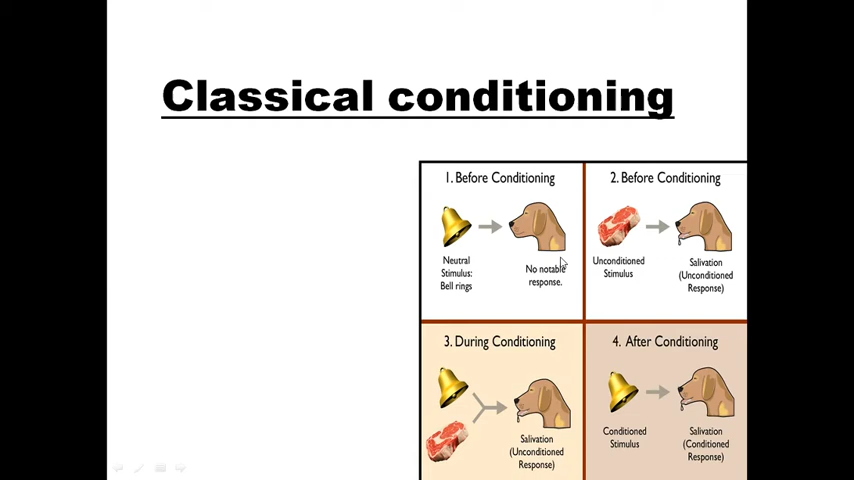 Classical conditioning
1. Before Conditioning
Neutral
Stimulus:
Bell rings
No notable
response.
2. Before Conditioning
Unconditioned
Stimulus
Salivation
(Unconditioned
Response)
3. During Conditioning
Salivation
(Unconditioned
Response)
4. After Conditioning
Conditioned
Stimulus
Salivation
(Conditioned
Response)